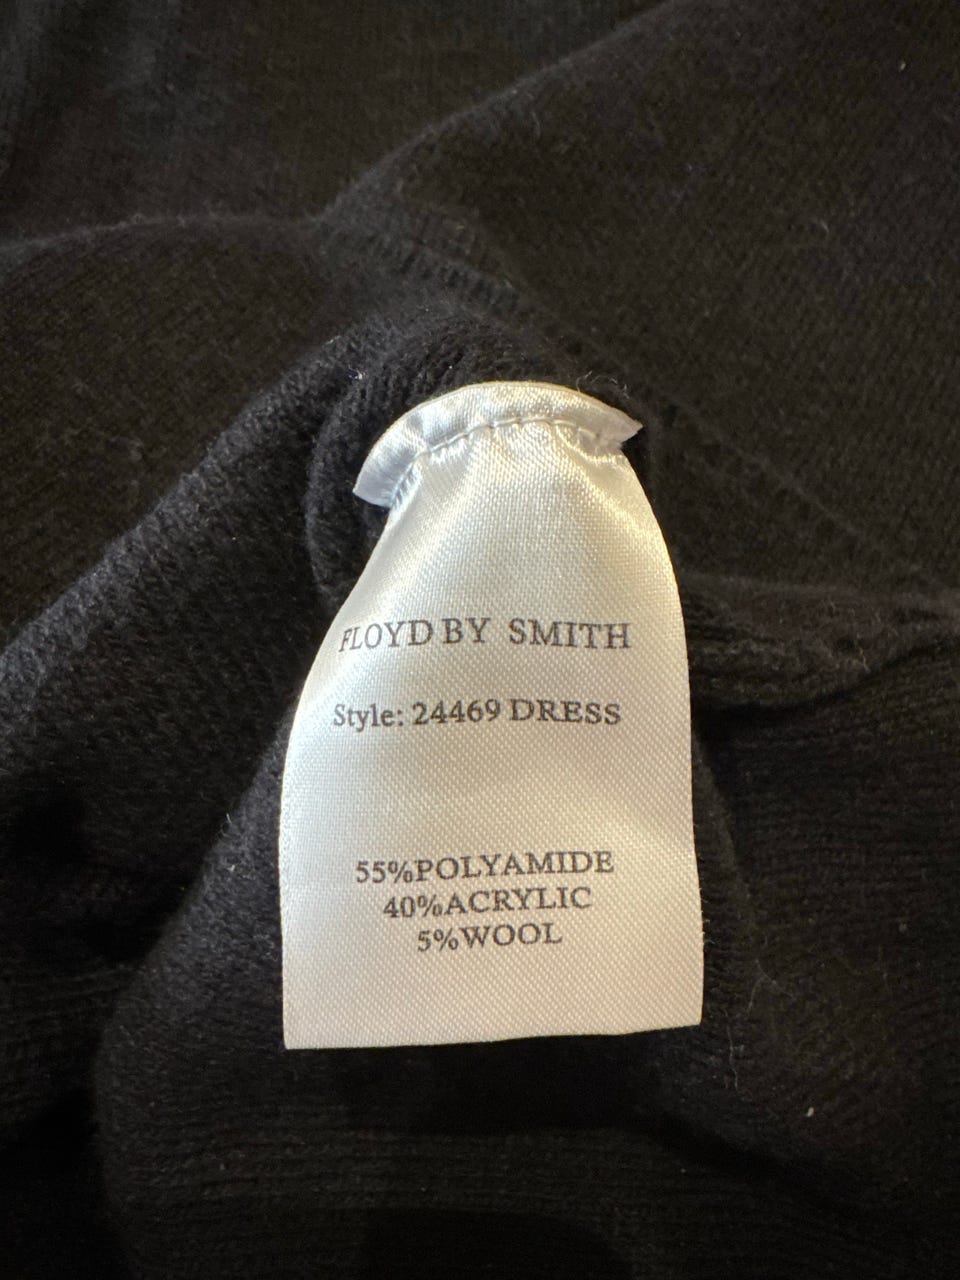 FLOYD BY SMITH
Style: 24469 DRESS
55%POLYAMIDE
40%ACRYLIC
5%WOOL